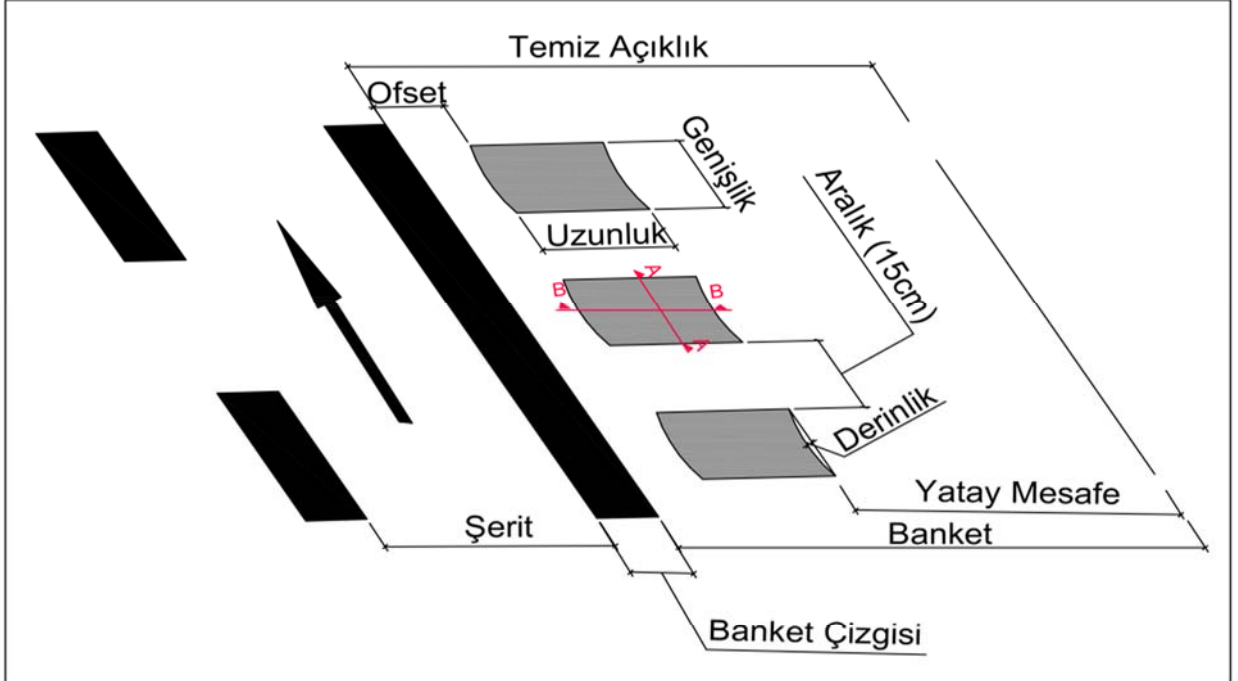 Temiz Açıklık
Ofset
Genişlik
Aralık (15cm)
Uzunluk
A
B
B
A
Derinlik
Yatay Mesafe
Şerit
Banket
Banket Çizgisi